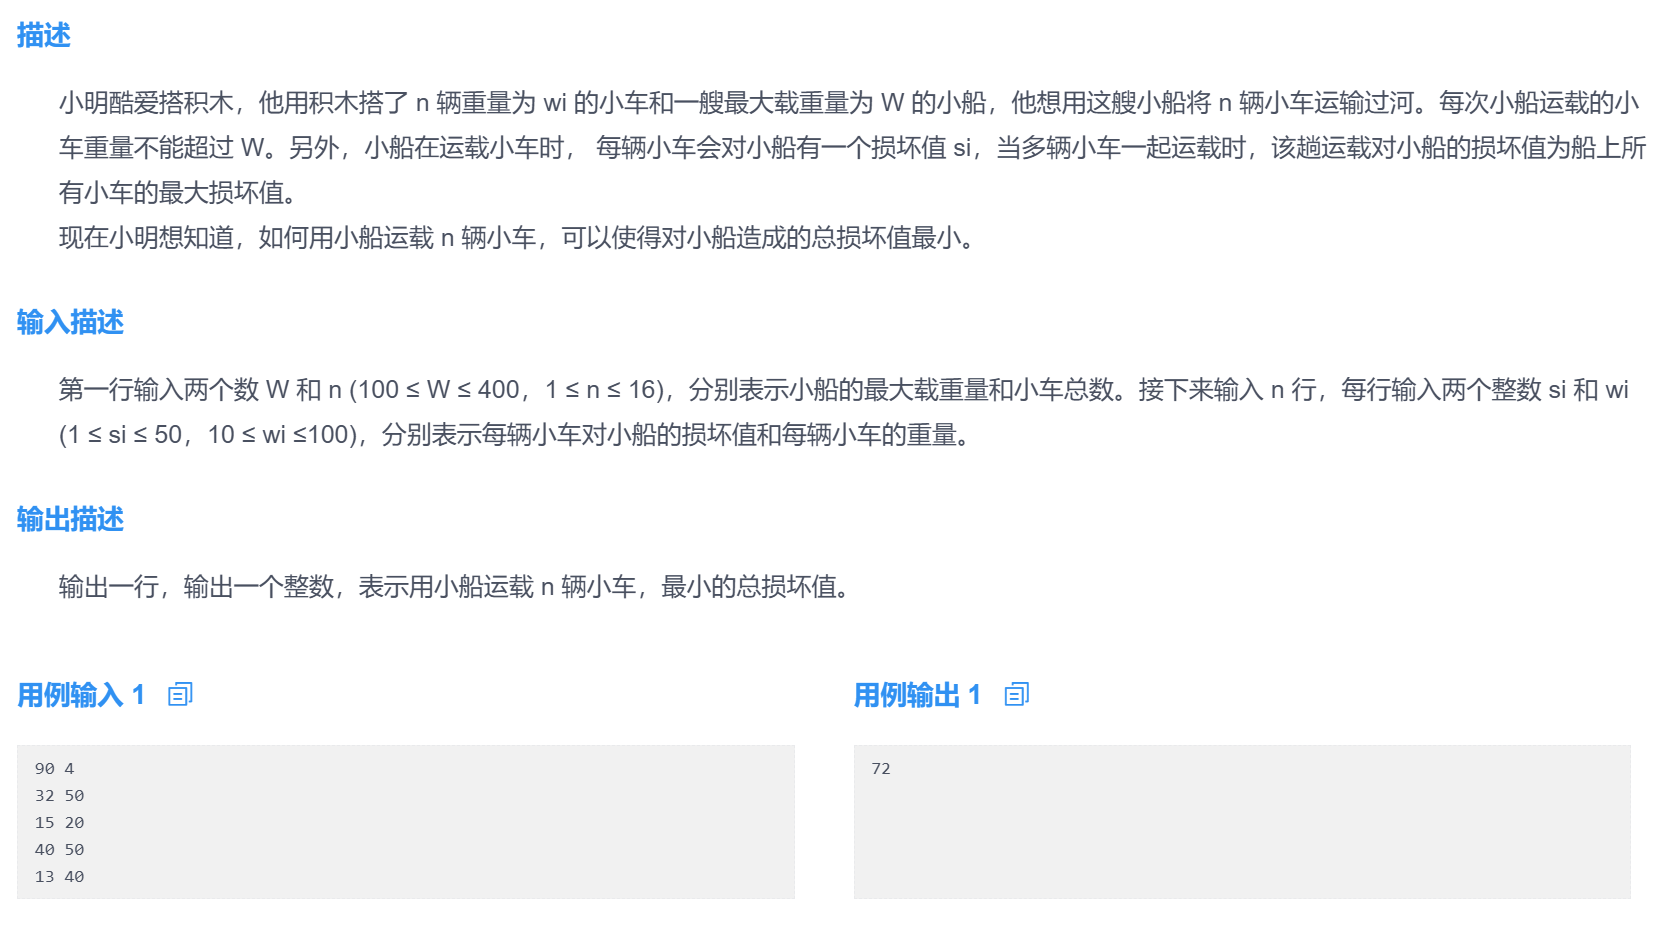 描述
小明酷爱搭积木，他用积木搭了 n 辆重量为 wi 的小车和一艘最大载重量为 W 的小船，他想用这艘小船将 n 辆小车运输过河。每次小船运载的小
车重量不能超过 W。另外，小船在运载小车时， 每辆小车会对小船有一个损坏值 si，当多辆小车一起运载时，该趟运载对小船的损坏值为船上所
有小车的最大损坏值。
现在小明想知道，如何用小船运载 n 辆小车，可以使得对小船造成的总损坏值最小。
输入描述
第一行输入两个数 W 和 n (100 ≤ W ≤ 400，1 ≤ n ≤ 16)，分别表示小船的最大载重量和小车总数。接下来输入 n 行，每行输入两个整数 si 和 wi
(1 ≤ si ≤ 50，10 ≤ wi ≤100)，分别表示每辆小车对小船的损坏值和每辆小车的重量。
输出描述
输出一行，输出一个整数，表示用小船运载 n 辆小车，最小的总损坏值。
用例输入 1
90 4
32 50
15 20
40 50
13 40
用例输出 1
72